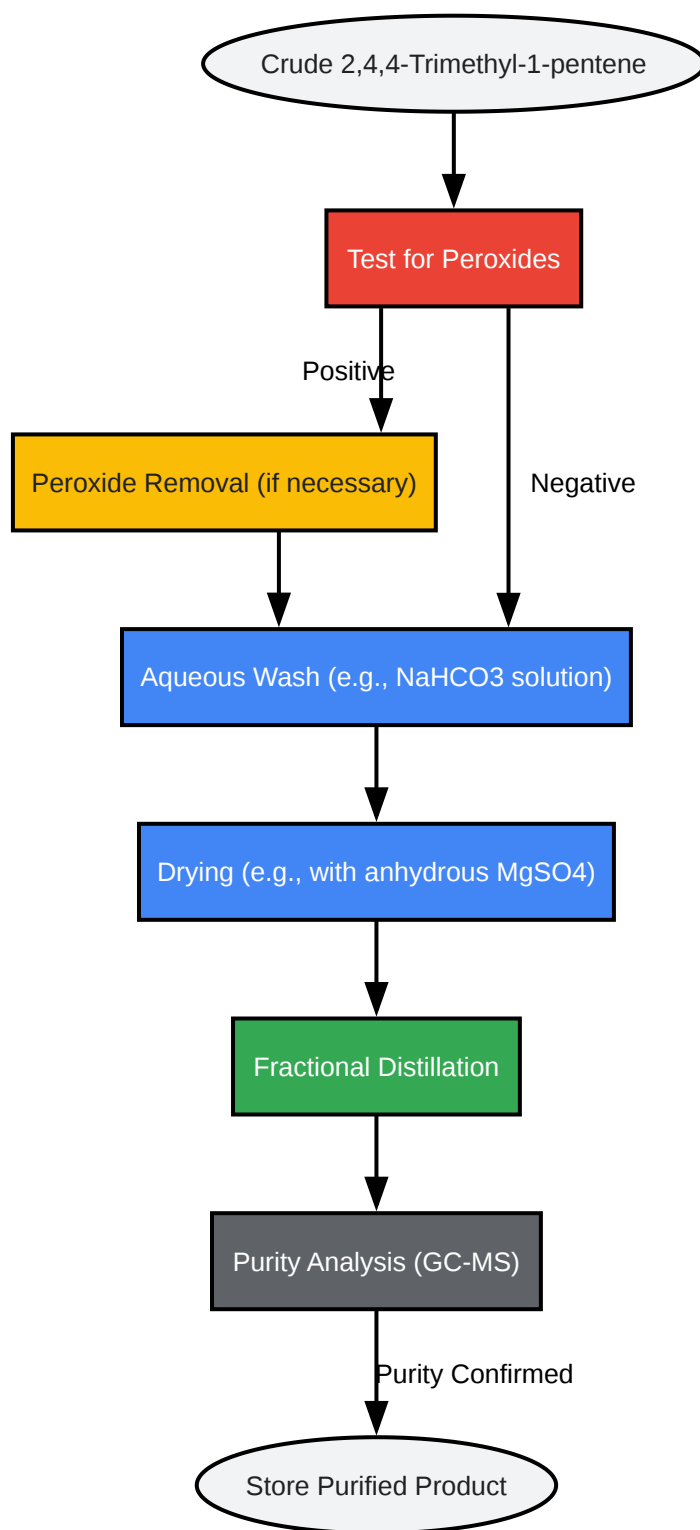 Crude 2,4,4-Trimethyl-1-pentene
Test for Peroxides
Positive
Peroxide Removal (if necessary)
Negative
Aqueous Wash (e.g., NaHCO3 solution)
Drying (e.g., with anhydrous MgSO4)
Fractional Distillation
Purity Analysis (GC-MS)
Purity Confirmed
Store Purified Product